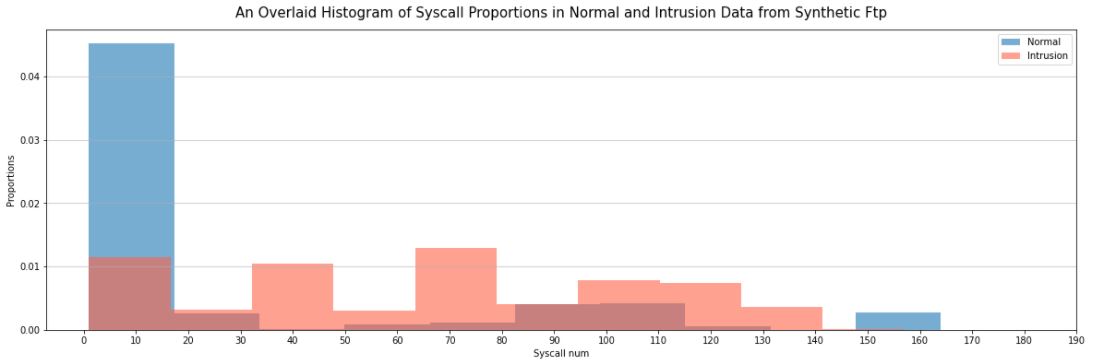 An Overlaid Histogram of Syscall Proportions in Normal and Intrusion Data from Synthetic Ftp
Normal
Intrusion
Proportions
0.04
0.03
0.02
0.01
0.00
0 10 20 30 40 50 60 70 80 90 100 110 120 130 140 150 160 170 180 190
Syscall num